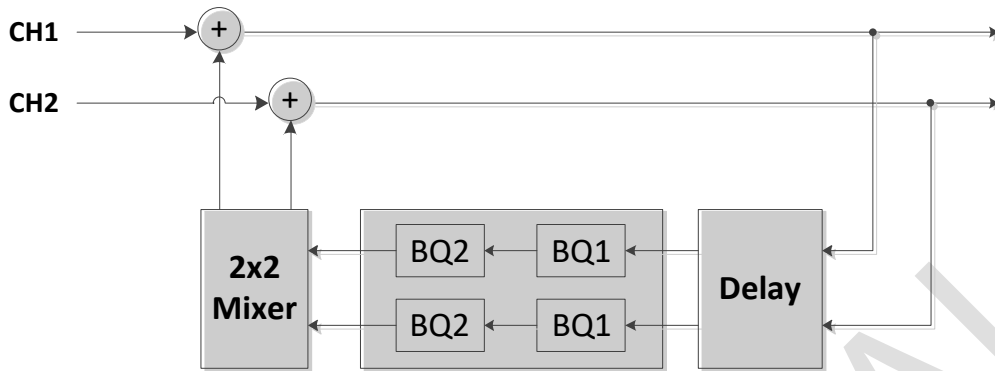 CH1
+
CH2
+
2x2
Mixer
BQ2
BQ1
BQ2
BQ1
Delay